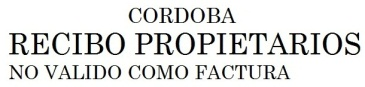 CORDOBA
RECIBO PROPIETARIOS
NO VALIDO COMO FACTURA